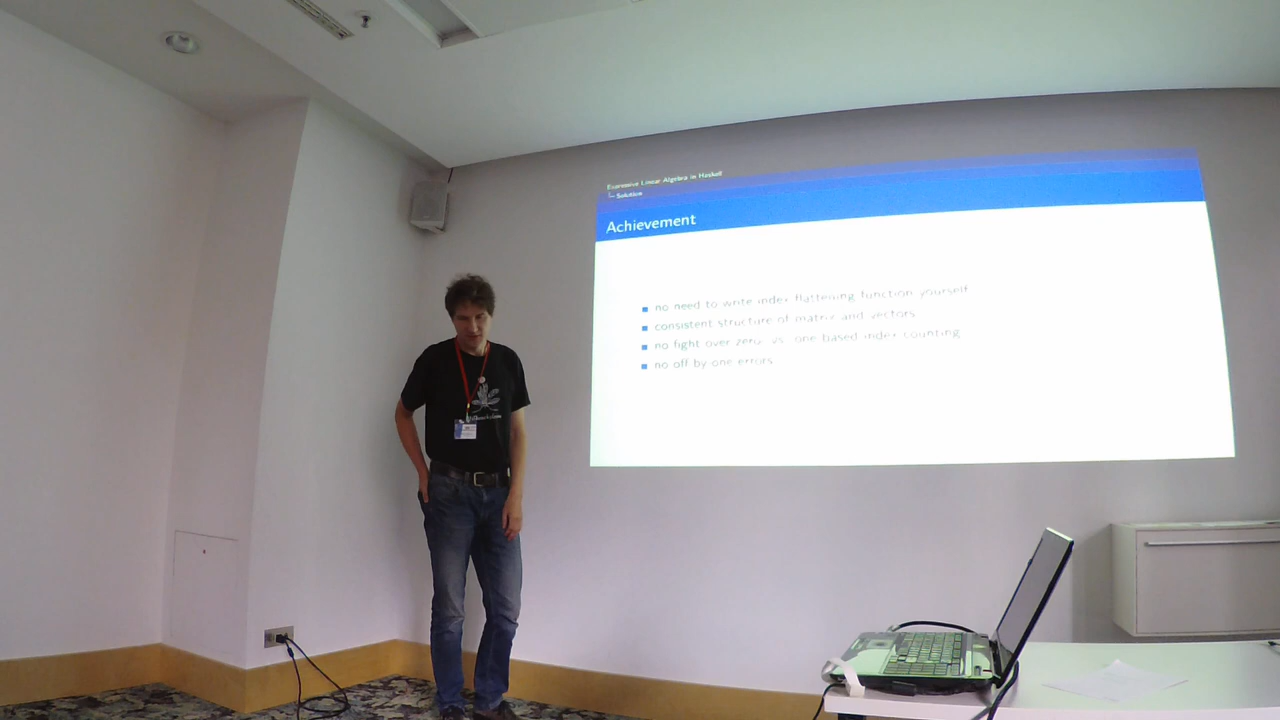 Expressive Linear Algebra in Haskell
Solution
Achievement
no need to write index flattening function yourself
consistent structure of matrix and vectors
no fight over zero- vs. one-based index counting
no off-by-one errors